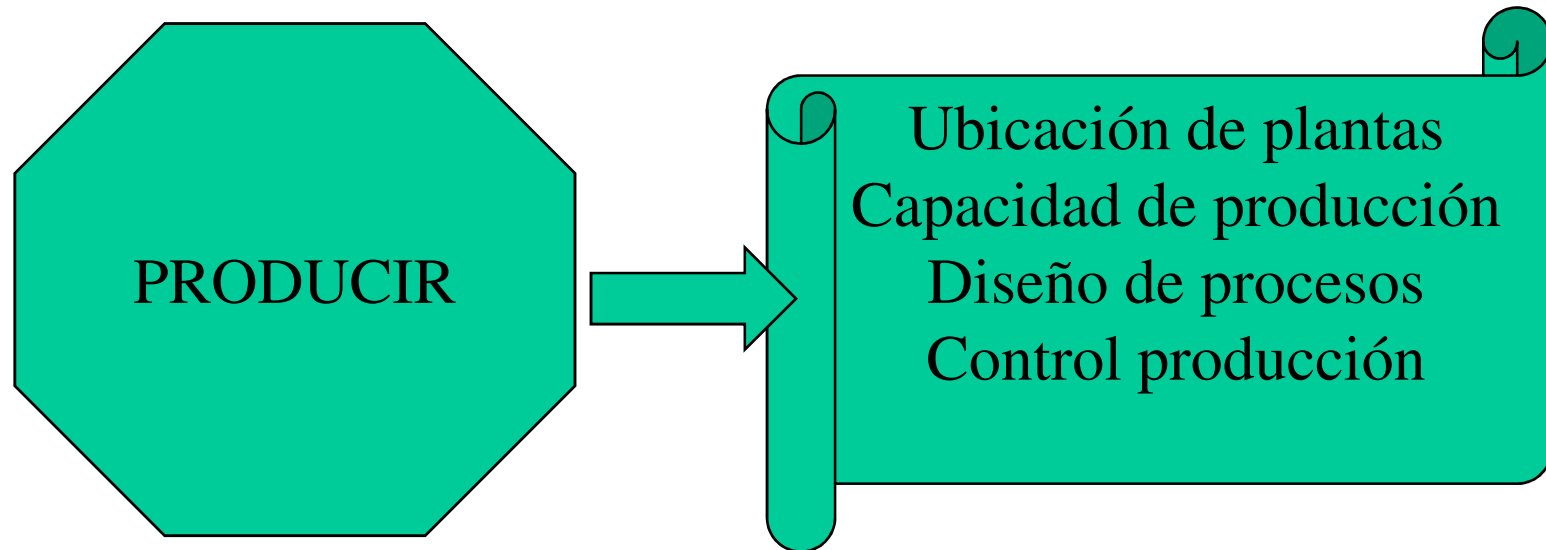 PRODUCIR
Ubicación de plantas
Capacidad de producción
Diseño de procesos
Control producción